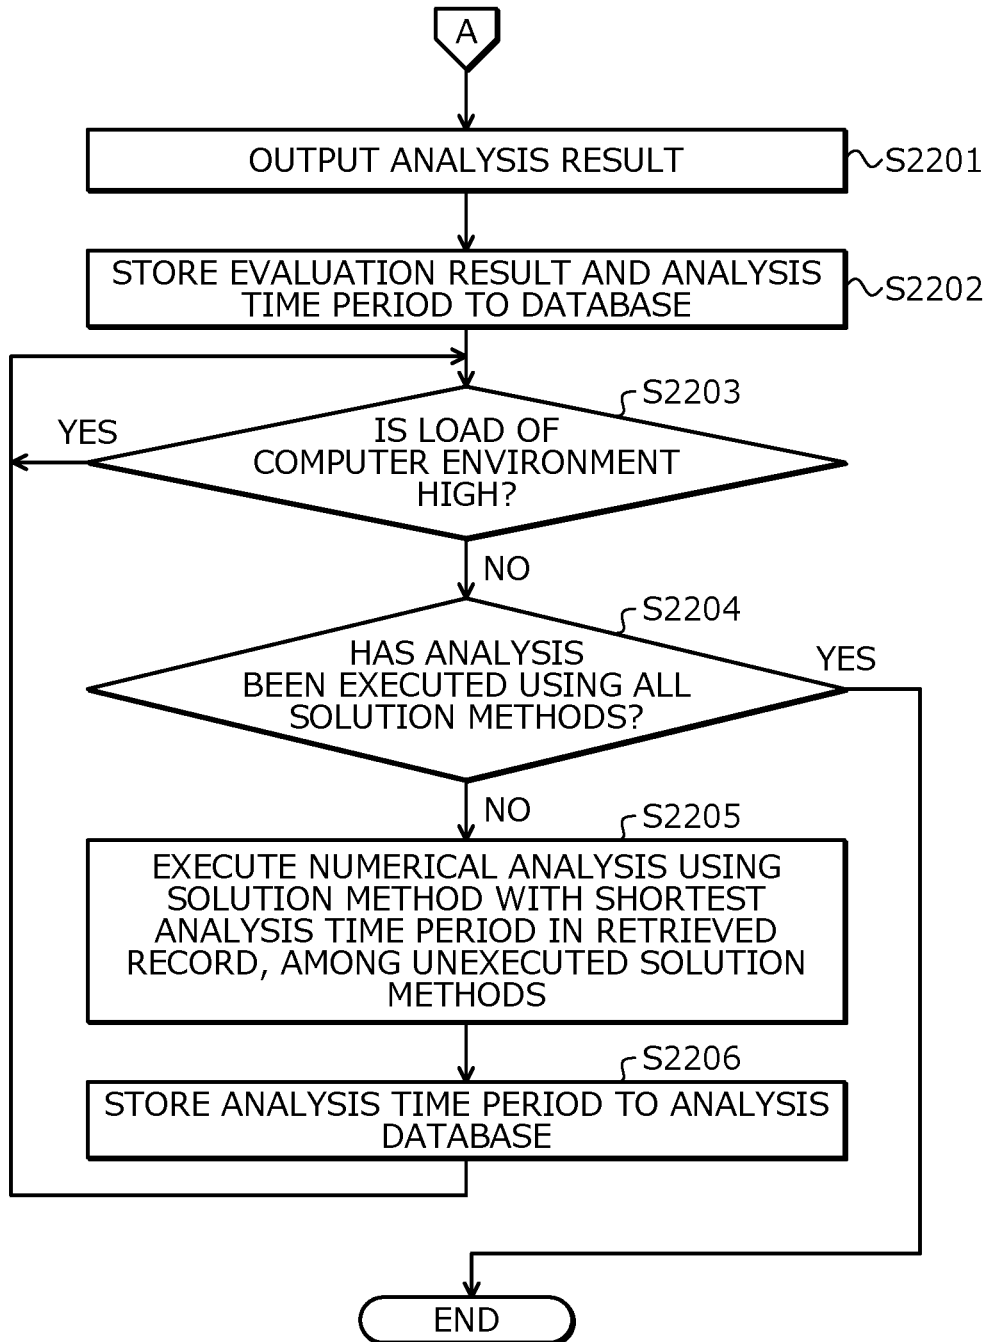 A
OUTPUT ANALYSIS RESULT
S2201
STORE EVALUATION RESULT AND ANALYSIS
TIME PERIOD TO DATABASE
S2202
S2203
YES
IS LOAD OF
COMPUTER ENVIRONMENT
HIGH?
NO
S2204
HAS ANALYSIS
BEEN EXECUTED USING ALL
SOLUTION METHODS?
YES
NO
S2205
EXECUTE NUMERICAL ANALYSIS USING
SOLUTION METHOD WITH SHORTEST
ANALYSIS TIME PERIOD IN RETRIEVED
RECORD, AMONG UNEXECUTED SOLUTION
METHODS
S2206
STORE ANALYSIS TIME PERIOD TO ANALYSIS
DATABASE
END